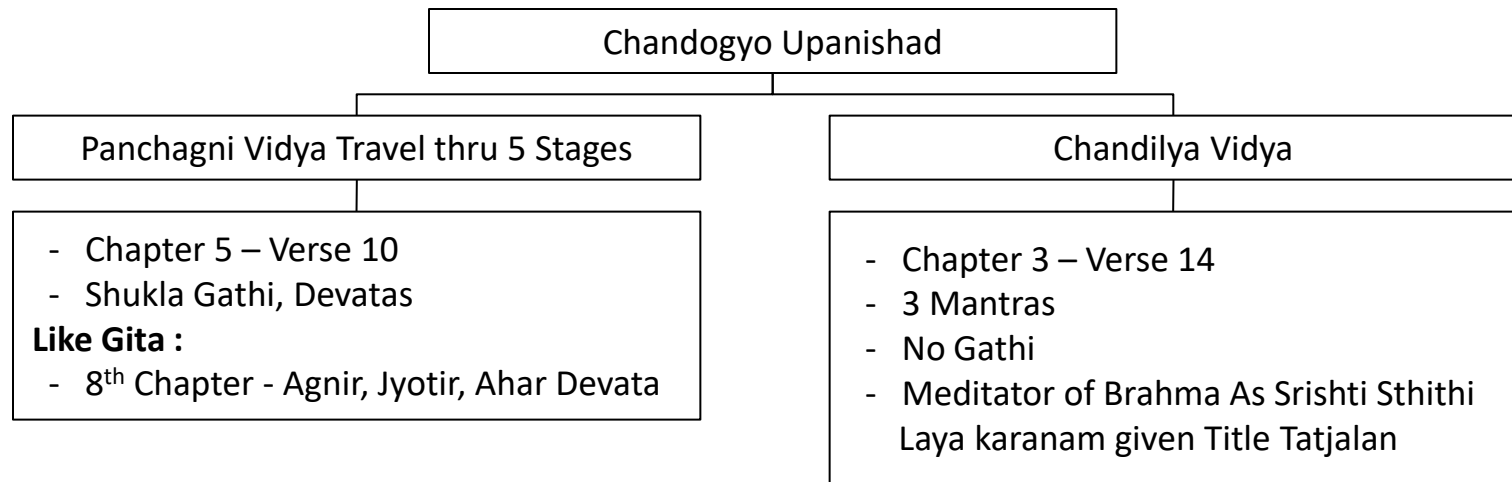 Chandogyo Upanishad
Panchagni Vidya Travel thru 5 Stages
- Chapter 5 – Verse 10
- Shukla Gathi, Devatas
Like Gita :
- 8th Chapter - Agnir, Jyotir, Ahar Devata
Chandilya Vidya
- Chapter 3 – Verse 14
- 3 Mantras
- No Gathi
- Meditator of Brahma As Srishti Sthithi
Laya karanam given Title Tatjalan